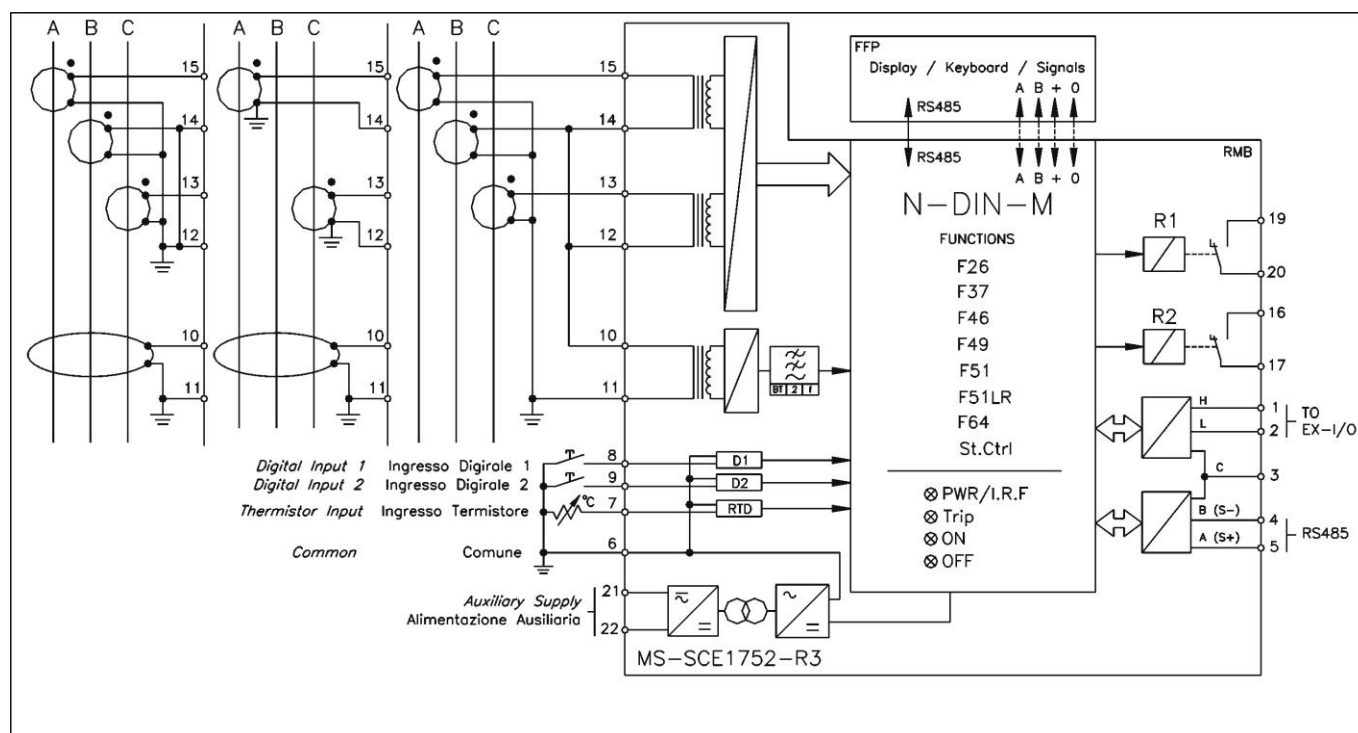 A B C
A B C
A B C
15
14
13
12
10
11
15
14
13
12
10
11
15
14
13
12
10
11
FFP
Display / Keyboard / Signals
A B + 0
RS485
RS485
A B + 0
RMB
N-DIN-M
FUNCTIONS
F26
F37
F46
F49
F51
F51LR
F64
St.Ctrl
PWR/I.R.F
Trip
ON
OFF
BT 2 f
R1
19
20
R2
16
17
H
1
L
2
TO
EX-I/O
C
3
B (S-)
4
A (S+)
5
RS485
Digital Input 1 Ingresso Digirale 1
8
D1
Digital Input 2 Ingresso Digirale 2
9
D2
Thermistor Input Ingresso Termistore
°C
7
RTD
Common Comune
6
Auxiliary Supply
Alimentazione Ausiliaria
21
22
MS-SCE1752-R3